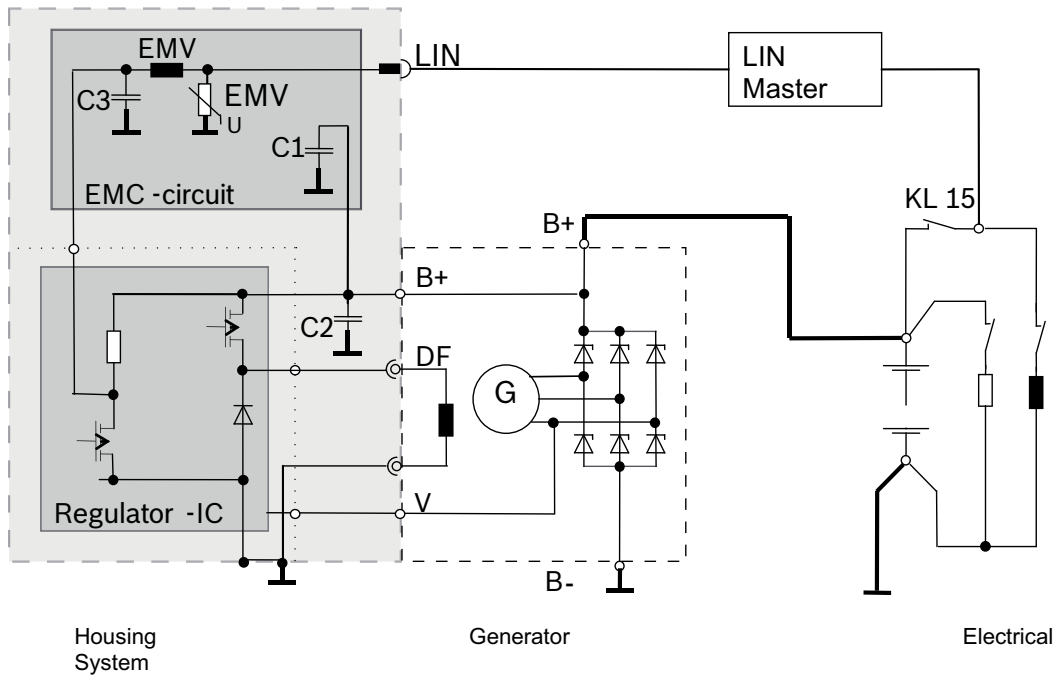 EMV
LIN
LIN
Master
C3
EMV
U
C1
EMC -circuit
KL 15
B+
B+
C2
DF
G
Regulator -IC
V
B-
Housing
System
Generator
Electrical